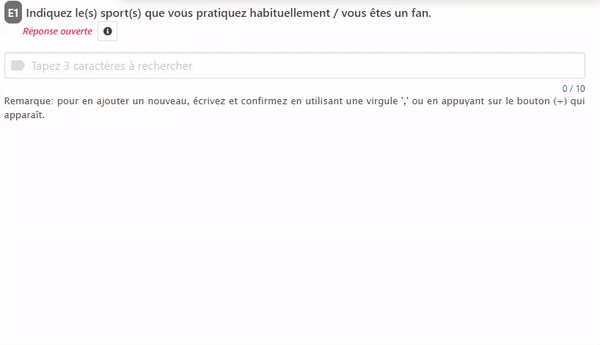 E1 Indiquez le(s) sport(s) que vous pratiquez habituellement / vous êtes un fan.
Réponse ouverte
Tapez 3 caractères à rechercher
0 / 10
Remarque: pour en ajouter un nouveau, écrivez et confirmez en utilisant une virgule ',' ou en appuyant sur le bouton (+) qui
apparaît.